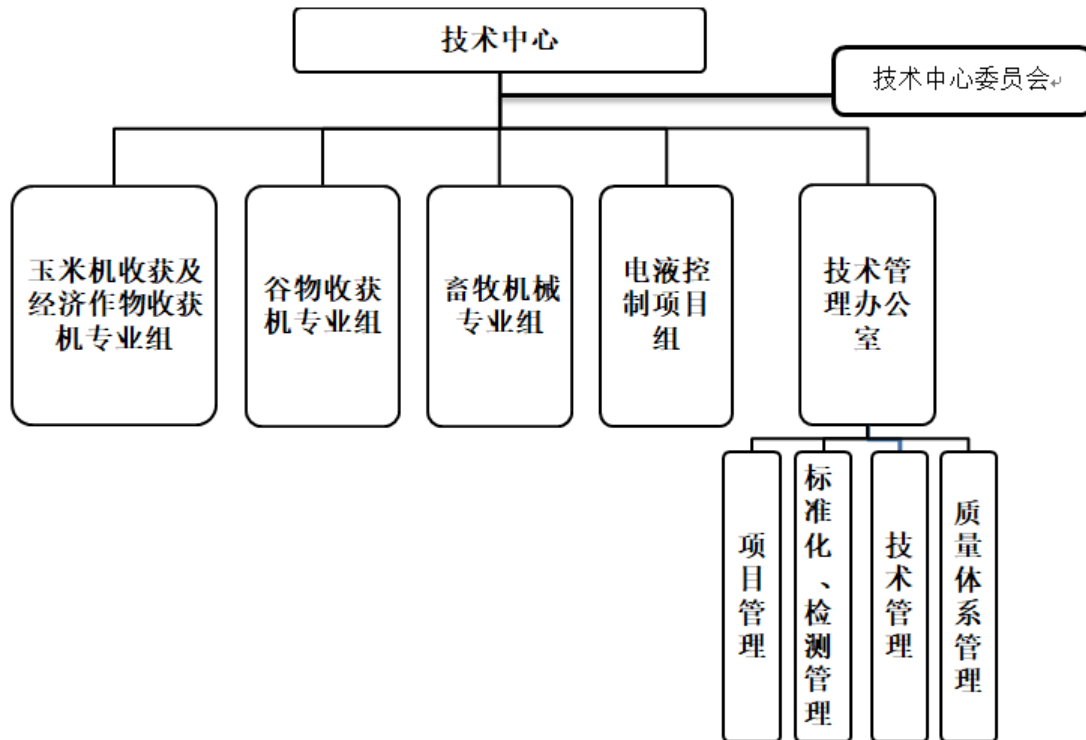 技术中心
技术中心委员会
玉米机收获及
经济作物收获
机专业组
谷物收获
机专业组
畜牧机械
专业组
电液控
制项目
组
技术管
理办公
室
项目管理
标准化、检测管理
技术管理
质量体系管理